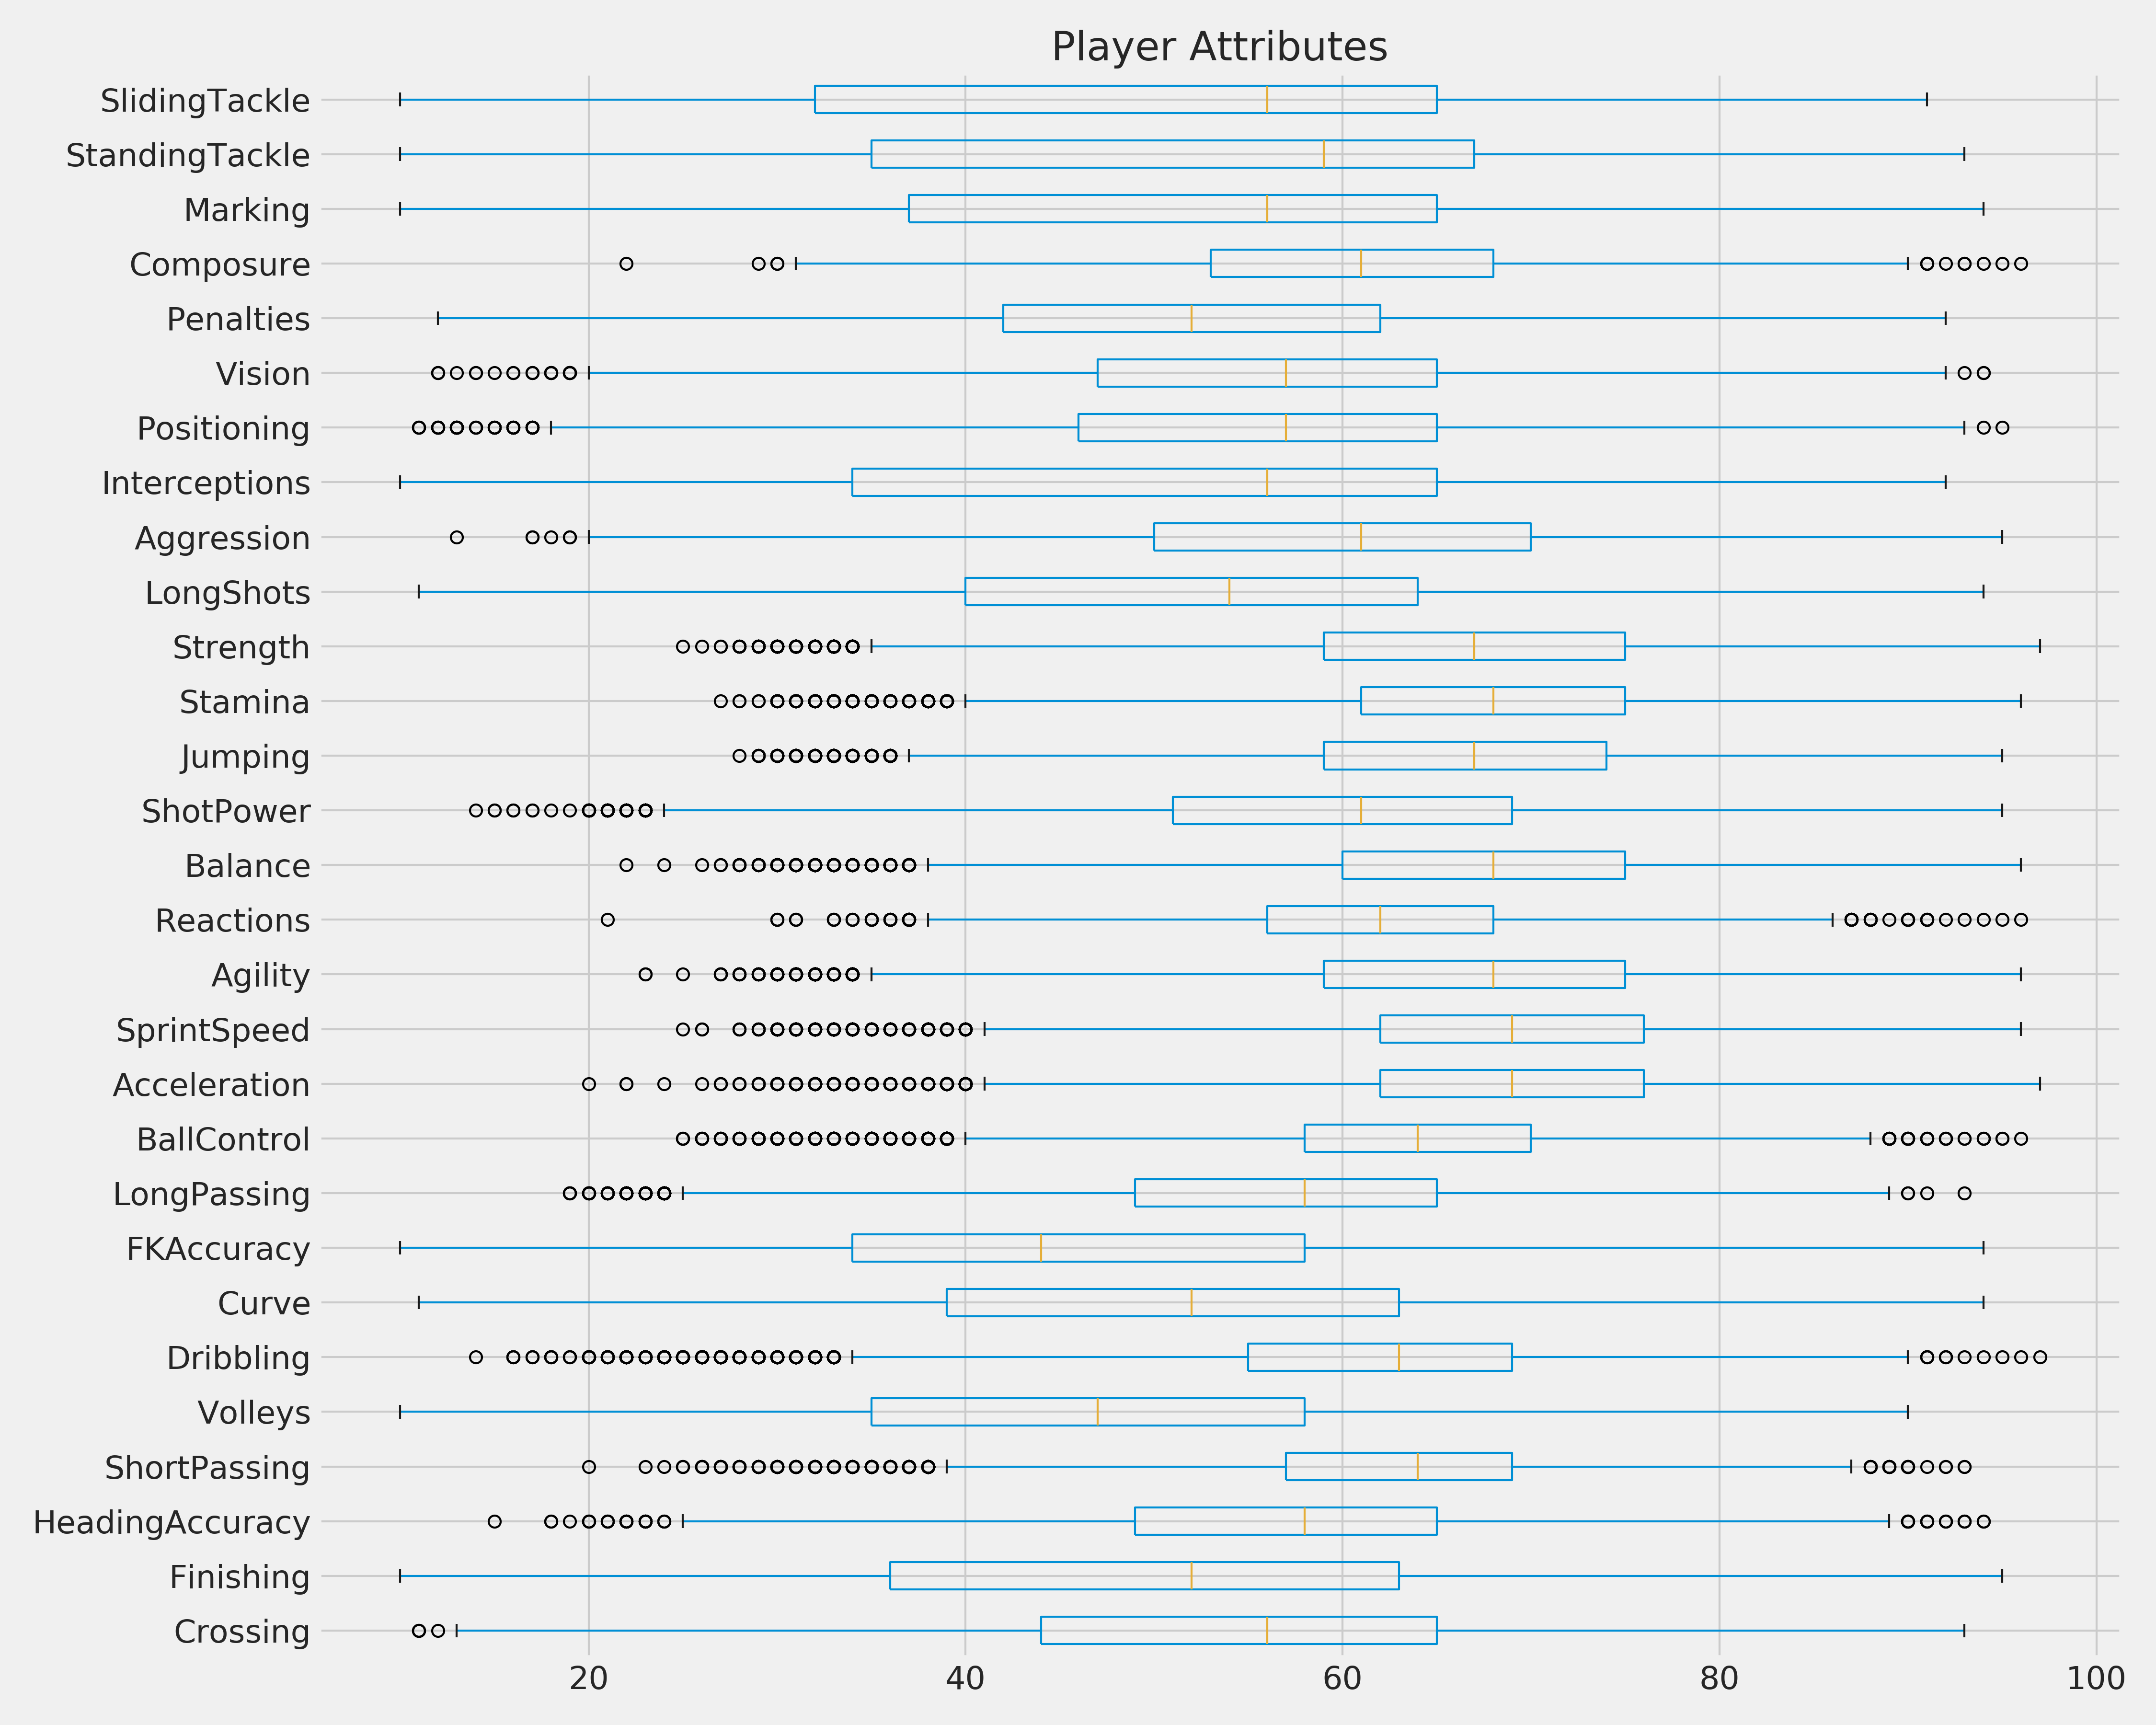 Player Attributes
SlidingTackle
StandingTackle
Marking
Composure
Penalties
Vision
Positioning
Interceptions
Aggression
LongShots
Strength
Stamina
Jumping
ShotPower
Balance
Reactions
Agility
SprintSpeed
Acceleration
BallControl
LongPassing
FKAccuracy
Curve
Dribbling
Volleys
ShortPassing
HeadingAccuracy
Finishing
Crossing
20 40 60 80 100